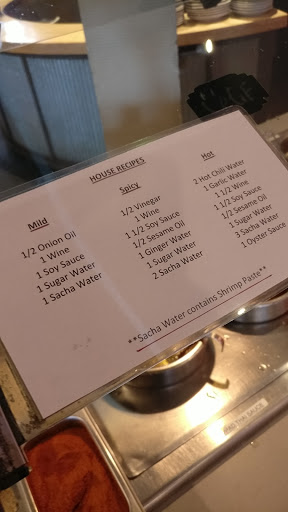 HOUSE RECIPES
Mild
1/2 Onion Oil
1 Wine
1 Soy Sauce
1 Sugar Water
1 Sacha Water
Spicy
1/2 Vinegar
1 Wine
1 1/2 Soy Sauce
1/2 Sesame Oil
1 Ginger Water
1 Sugar Water
2 Sacha Water
Hot
2 Hot Chili Water
1 Garlic Water
1 1/2 Wine
1 1/2 Soy Sauce
1/2 Sesame Oil
1 Sugar Water
3 Sacha Water
1 Oyster Sauce
**Sacha Water contains Shrimp Paste**
PAD THAI SAUCE